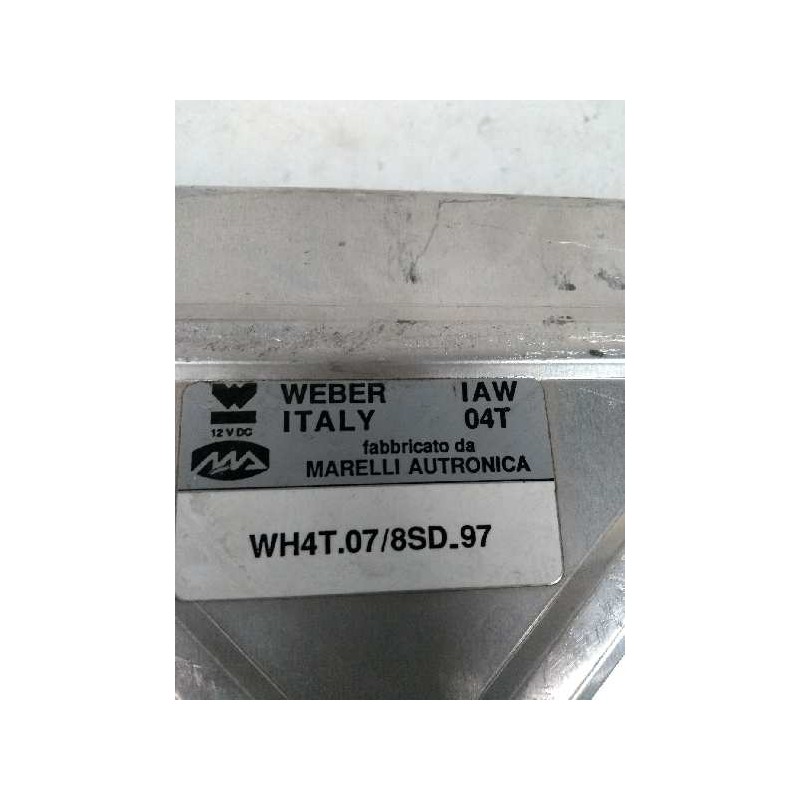 WEBER IAW
ITALY 04T
12 V DC
fabbricato da
MARELLI AUTRONICA
WH4T.07/8SD.97